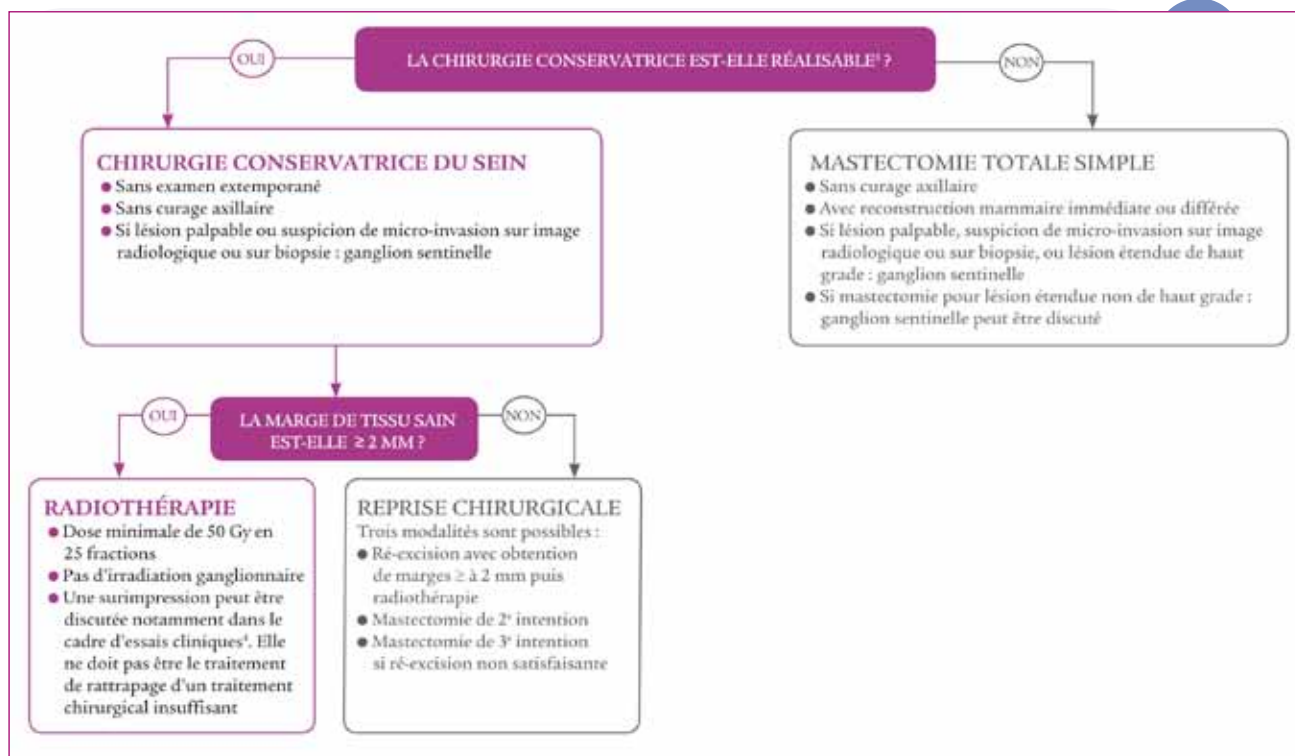 LA CHIRURGIE CONSERVATRICE EST-ELLE RÉALISABLE³ ?
OUI
NON
CHIRURGIE CONSERVATRICE DU SEIN
● Sans examen extemporané
● Sans curage axillaire
● Si lésion palpable ou suspicion de micro-invasion sur image
radiologique ou sur biopsie : ganglion sentinelle
MASTECTOMIE TOTALE SIMPLE
● Sans curage axillaire
● Avec reconstruction mammaire immédiate ou différée
● Si lésion palpable, suspicion de micro-invasion sur image
radiologique ou sur biopsie, ou lésion étendue de haut
grade : ganglion sentinelle
● Si mastectomie pour lésion étendue non de haut grade :
ganglion sentinelle peut être discuté
LA MARGE DE TISSU SAIN
EST-ELLE ≥ 2 MM ?
OUI
NON
RADIOTHÉRAPIE
● Dose minimale de 50 Gy en
25 fractions
● Pas d'irradiation ganglionnaire
● Une surimpression peut être
discutée notamment dans le
cadre d'essais cliniques⁴. Elle
ne doit pas être le traitement
de rattrapage d'un traitement
chirurgical insuffisant
REPRISE CHIRURGICALE
Trois modalités sont possibles :
● Ré-excision avec obtention
de marges ≥ à 2 mm puis
radiothérapie
● Mastectomie de 2ᵉ intention
● Mastectomie de 3ᵉ intention
si ré-excision non satisfaisante